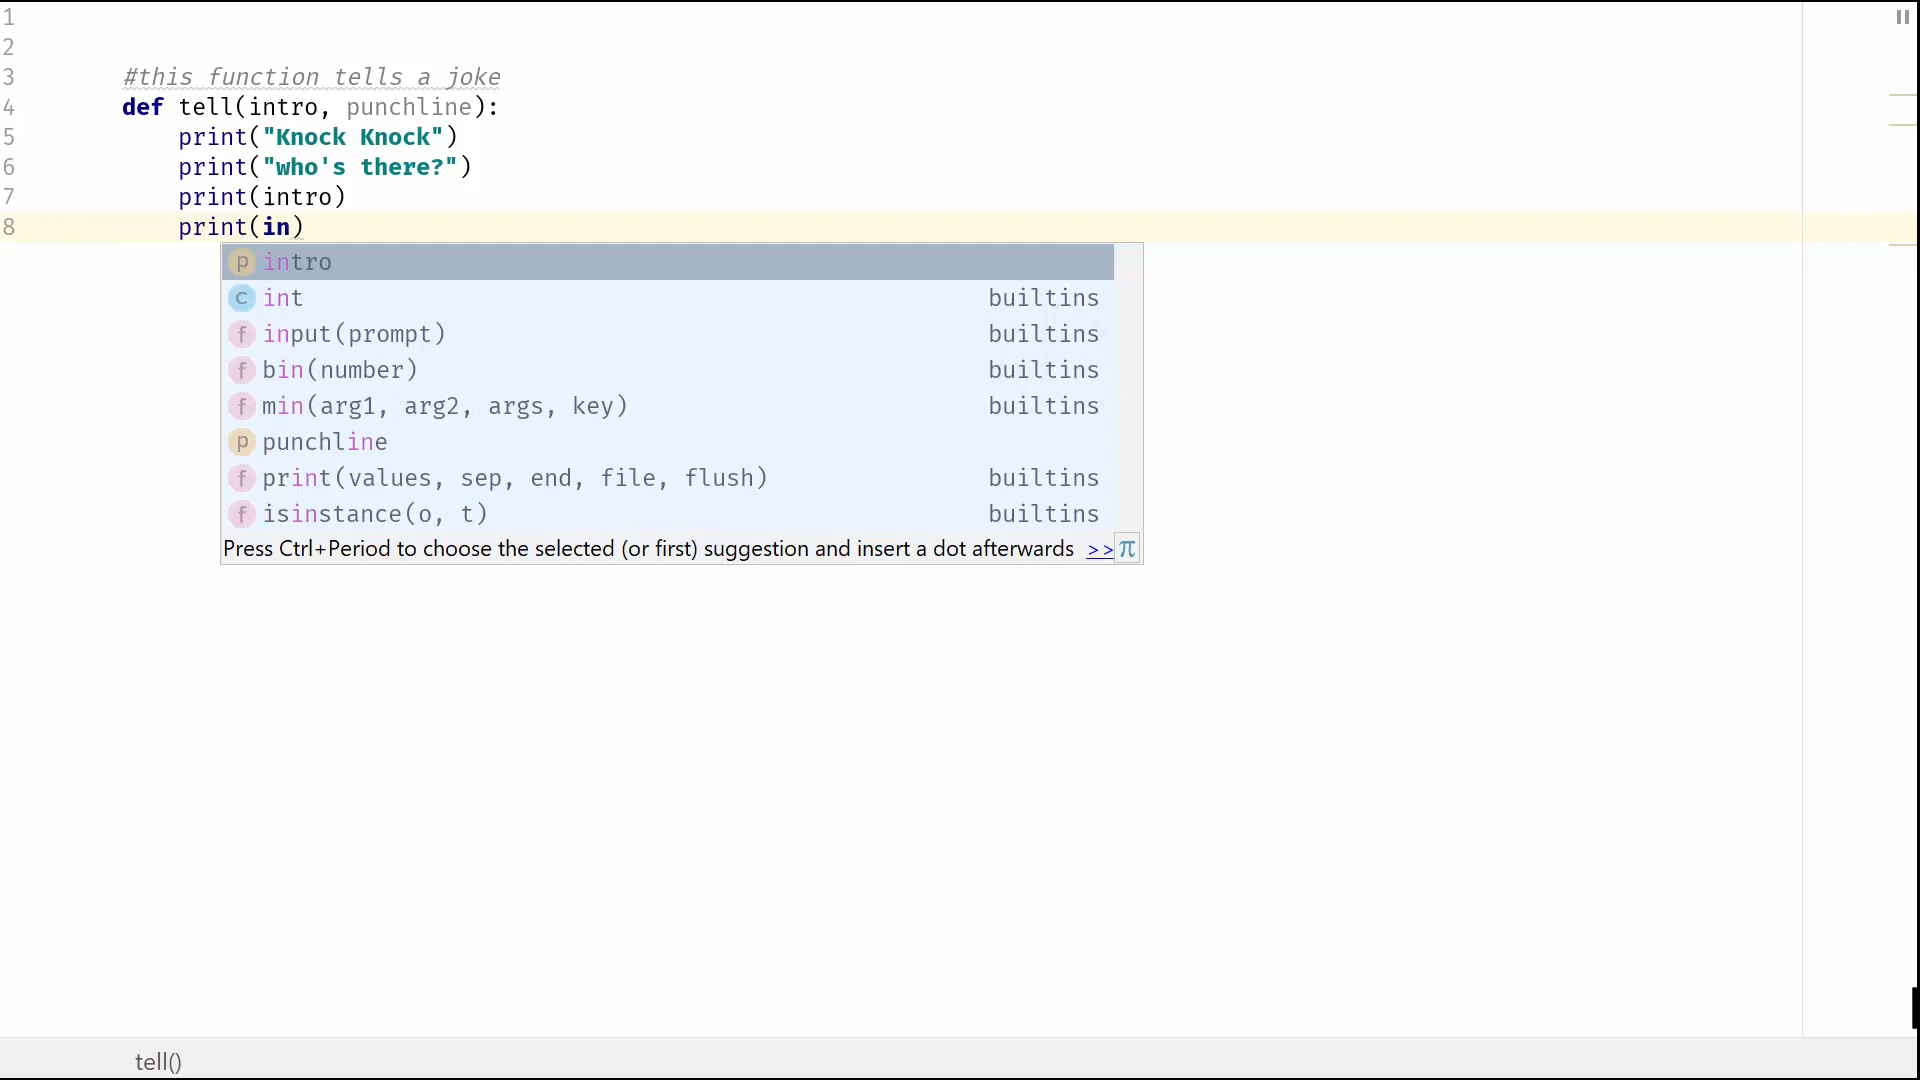 1
2
3 #this function tells a joke
4 def tell(intro, punchline):
5 print("Knock Knock")
6 print("who's there?")
7 print(intro)
8 print(in)
p intro
c int builtins
f input(prompt) builtins
f bin(number) builtins
f min(arg1, arg2, args, key) builtins
p punchline
f print(values, sep, end, file, flush) builtins
f isinstance(o, t) builtins
Press Ctrl+Period to choose the selected (or first) suggestion and insert a dot afterwards >> π
tell()